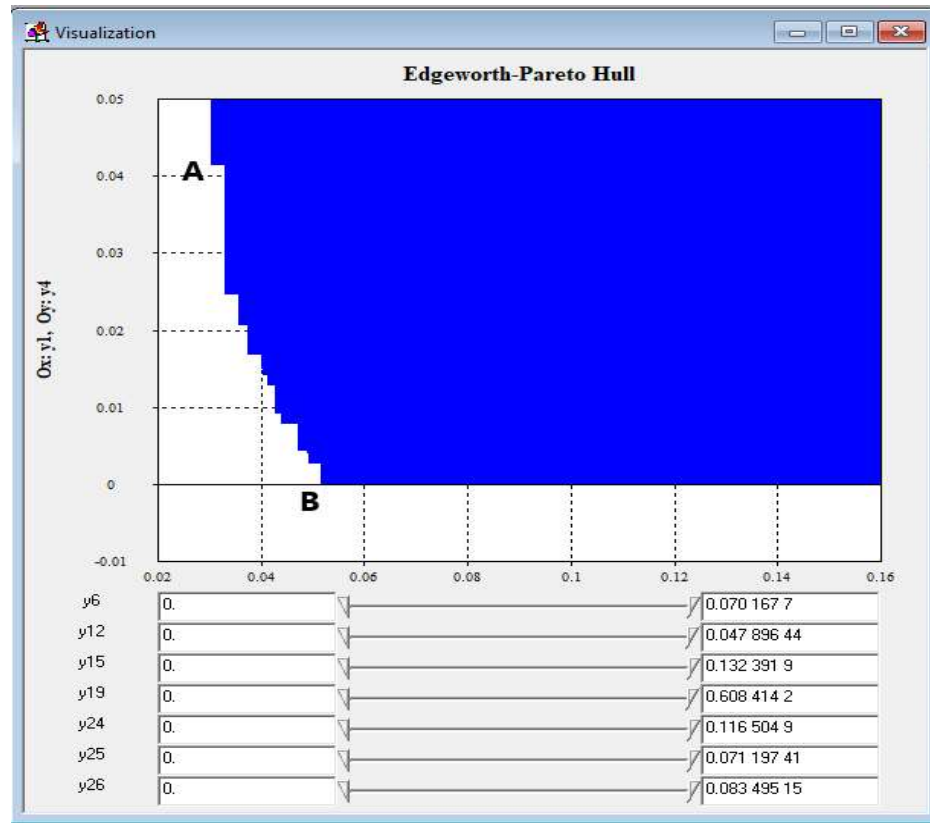 Visualization
Edgeworth-Pareto Hull
0.05
A
0.04
0.03
Ox: y1, Oy: y4
0.02
0.01
0
B
-0.01
0.02 0.04 0.06 0.08 0.1 0.12 0.14 0.16
y6 0. 0.070 167 7
y12 0. 0.047 896 44
y15 0. 0.132 391 9
y19 0. 0.608 414 2
y24 0. 0.116 504 9
y25 0. 0.071 197 41
y26 0. 0.083 495 15